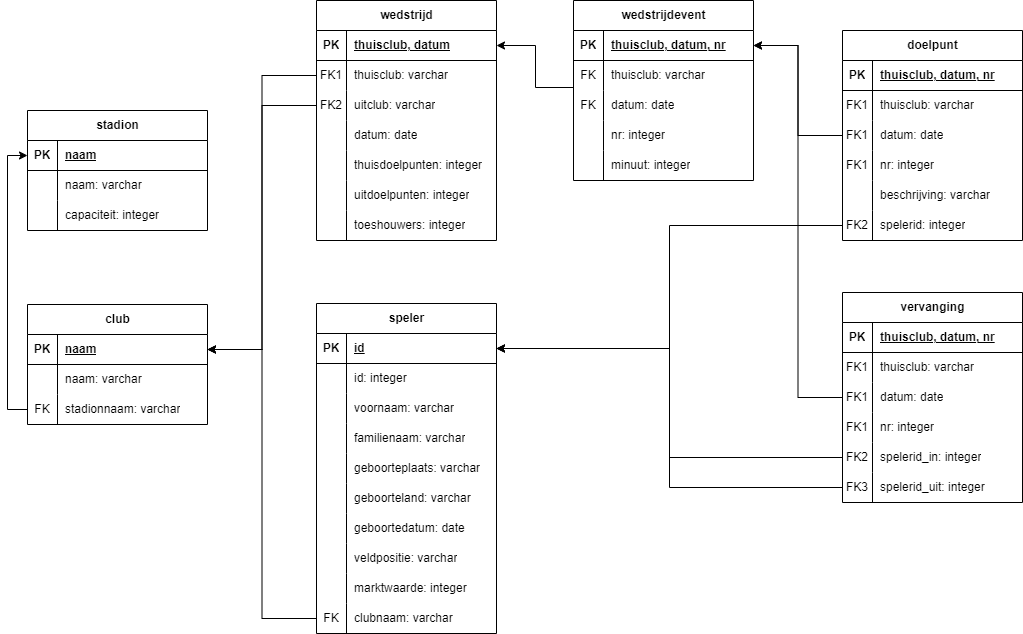 wedstrijd
PK thuisclub, datum
FK1 thuisclub: varchar
FK2 uitclub: varchar
datum: date
thuisdoelpunten: integer
uitdoelpunten: integer
toeshouwers: integer
wedstrijdevent
PK thuisclub, datum, nr
FK thuisclub: varchar
FK datum: date
nr: integer
minuut: integer
doelpunt
PK thuisclub, datum, nr
FK1 thuisclub: varchar
FK1 datum: date
FK1 nr: integer
beschrijving: varchar
FK2 spelerid: integer
stadion
PK naam
naam: varchar
capaciteit: integer
club
PK naam
naam: varchar
FK stadionnaam: varchar
speler
PK id
id: integer
voornaam: varchar
familienaam: varchar
geboorteplaats: varchar
geboorteland: varchar
geboortedatum: date
veldpositie: varchar
marktwaarde: integer
FK clubnaam: varchar
vervanging
PK thuisclub, datum, nr
FK1 thuisclub: varchar
FK1 datum: date
FK1 nr: integer
FK2 spelerid_in: integer
FK3 spelerid_uit: integer